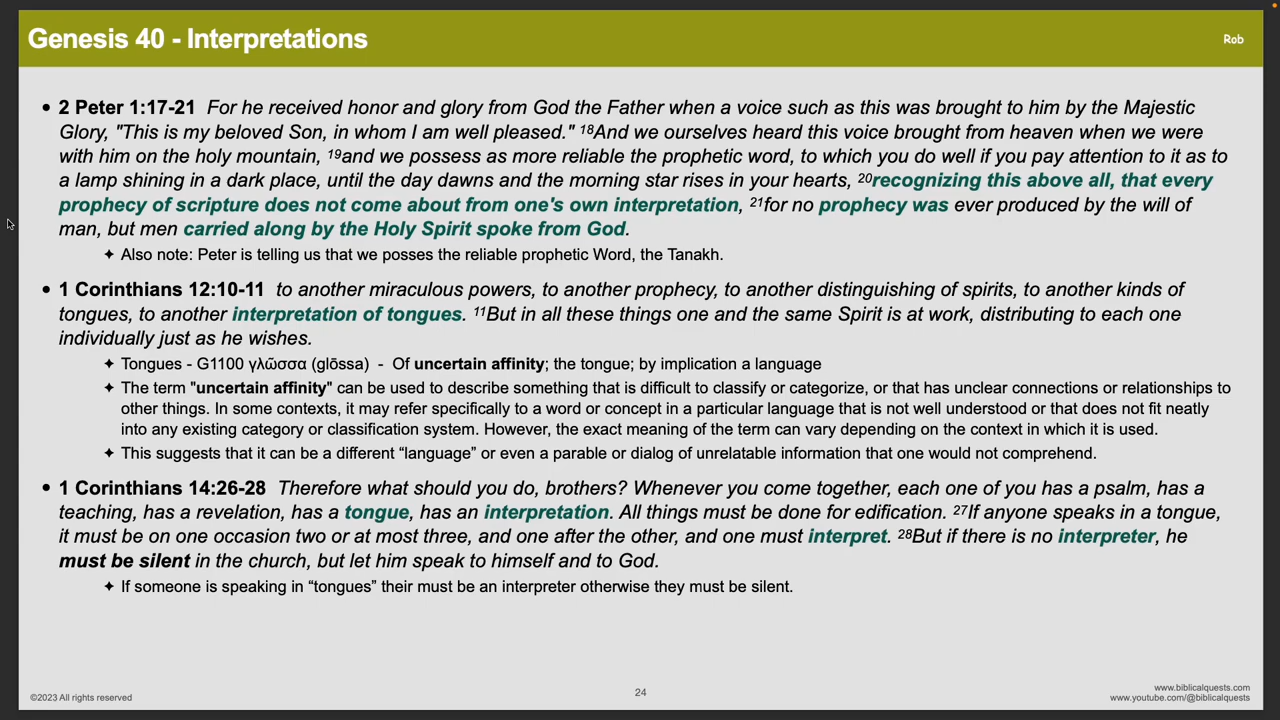 Genesis 40 - Interpretations
Rob
• 2 Peter 1:17-21 For he received honor and glory from God the Father when a voice such as this was brought to him by the Majestic
Glory, "This is my beloved Son, in whom I am well pleased." 18And we ourselves heard this voice brought from heaven when we were
with him on the holy mountain, 19and we possess as more reliable the prophetic word, to which you do well if you pay attention to it as to
a lamp shining in a dark place, until the day dawns and the morning star rises in your hearts, 20recognizing this above all, that every
prophecy of scripture does not come about from one's own interpretation, 21for no prophecy was ever produced by the will of
man, but men carried along by the Holy Spirit spoke from God.
✦ Also note: Peter is telling us that we posses the reliable prophetic Word, the Tanakh.
• 1 Corinthians 12:10-11 to another miraculous powers, to another prophecy, to another distinguishing of spirits, to another kinds of
tongues, to another interpretation of tongues. 11But in all these things one and the same Spirit is at work, distributing to each one
individually just as he wishes.
✦ Tongues - G1100 γλῶσσα (glōssa) - Of uncertain affinity; the tongue; by implication a language
✦ The term "uncertain affinity" can be used to describe something that is difficult to classify or categorize, or that has unclear connections or relationships to
other things. In some contexts, it may refer specifically to a word or concept in a particular language that is not well understood or that does not fit neatly
into any existing category or classification system. However, the exact meaning of the term can vary depending on the context in which it is used.
✦ This suggests that it can be a different “language” or even a parable or dialog of unrelatable information that one would not comprehend.
• 1 Corinthians 14:26-28 Therefore what should you do, brothers? Whenever you come together, each one of you has a psalm, has a
teaching, has a revelation, has a tongue, has an interpretation. All things must be done for edification. 27If anyone speaks in a tongue,
it must be on one occasion two or at most three, and one after the other, and one must interpret. 28But if there is no interpreter, he
must be silent in the church, but let him speak to himself and to God.
✦ If someone is speaking in “tongues” their must be an interpreter otherwise they must be silent.
©2023 All rights reserved
24
www.biblicalquests.com
www.youtube.com/@biblicalquests